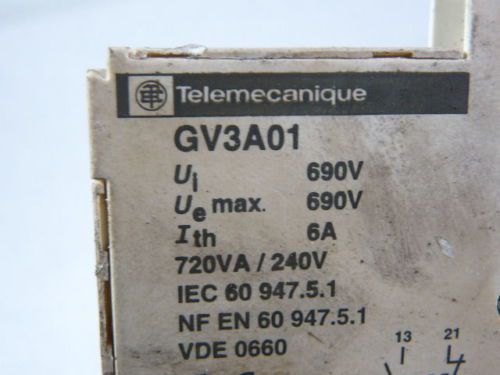 Telemecanique
GV3A01
Ui 690V
Ue max. 690V
Ith 6A
720VA / 240V
IEC 60 947.5.1
NF EN 60 947.5.1
VDE 0660
13 21